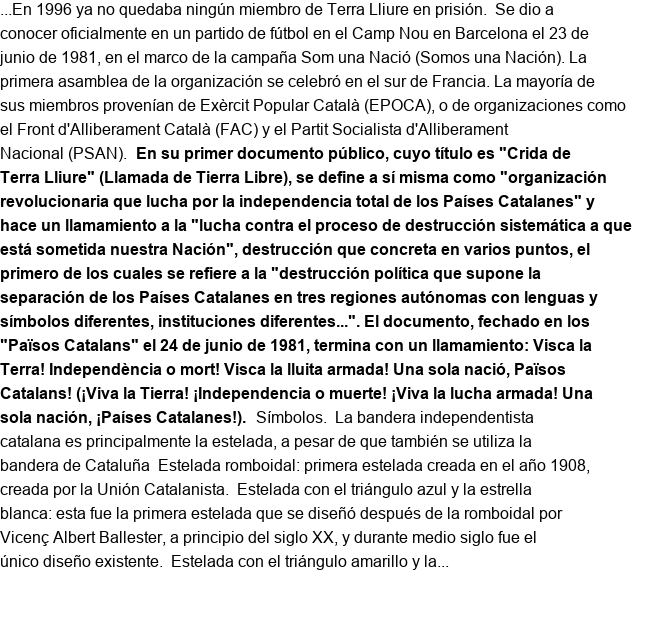 ...En 1996 ya no quedaba ningún miembro de Terra Lliure en prisión.  Se dio a
conocer oficialmente en un partido de fútbol en el Camp Nou en Barcelona el 23 de
junio de 1981, en el marco de la campaña Som una Nació (Somos una Nación). La
primera asamblea de la organización se celebró en el sur de Francia. La mayoría de
sus miembros provenían de Exèrcit Popular Català (EPOCA), o de organizaciones como
el Front d'Alliberament Català (FAC) y el Partit Socialista d'Alliberament
Nacional (PSAN).  En su primer documento público, cuyo título es "Crida de
Terra Lliure" (Llamada de Tierra Libre), se define a sí misma como "organización
revolucionaria que lucha por la independencia total de los Países Catalanes" y
hace un llamamiento a la "lucha contra el proceso de destrucción sistemática a que
está sometida nuestra Nación", destrucción que concreta en varios puntos, el
primero de los cuales se refiere a la "destrucción política que supone la
separación de los Países Catalanes en tres regiones autónomas con lenguas y
símbolos diferentes, instituciones diferentes...". El documento, fechado en los
"Països Catalans" el 24 de junio de 1981, termina con un llamamiento: Visca la
Terra! Independència o mort! Visca la lluita armada! Una sola nació, Països
Catalans! (¡Viva la Tierra! ¡Independencia o muerte! ¡Viva la lucha armada! Una
sola nación, ¡Países Catalanes!).  Símbolos.  La bandera independentista
catalana es principalmente la estelada, a pesar de que también se utiliza la
bandera de Cataluña  Estelada romboidal: primera estelada creada en el año 1908,
creada por la Unión Catalanista.  Estelada con el triángulo azul y la estrella
blanca: esta fue la primera estelada que se diseñó después de la romboidal por
Vicenç Albert Ballester, a principio del siglo XX, y durante medio siglo fue el
único diseño existente.  Estelada con el triángulo amarillo y la...